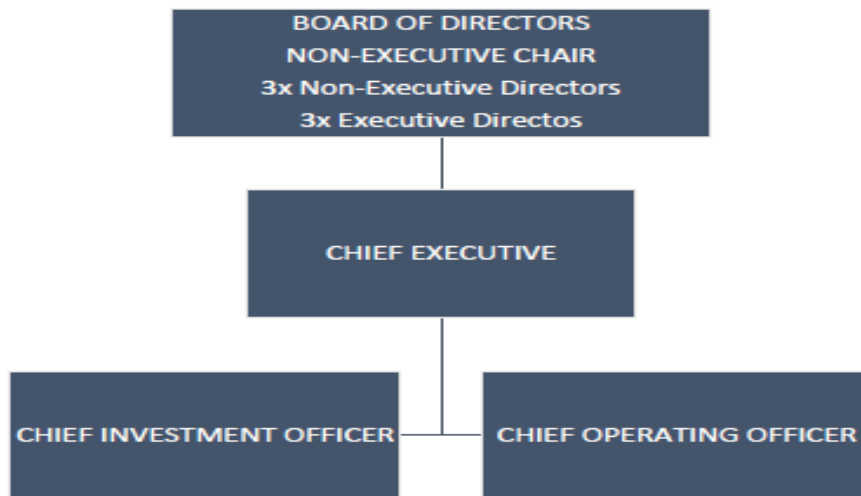 BOARD OF DIRECTORS
NON-EXECUTIVE CHAIR
3x Non-Executive Directors
3x Executive Directos
CHIEF EXECUTIVE
CHIEF INVESTMENT OFFICER
CHIEF OPERATING OFFICER